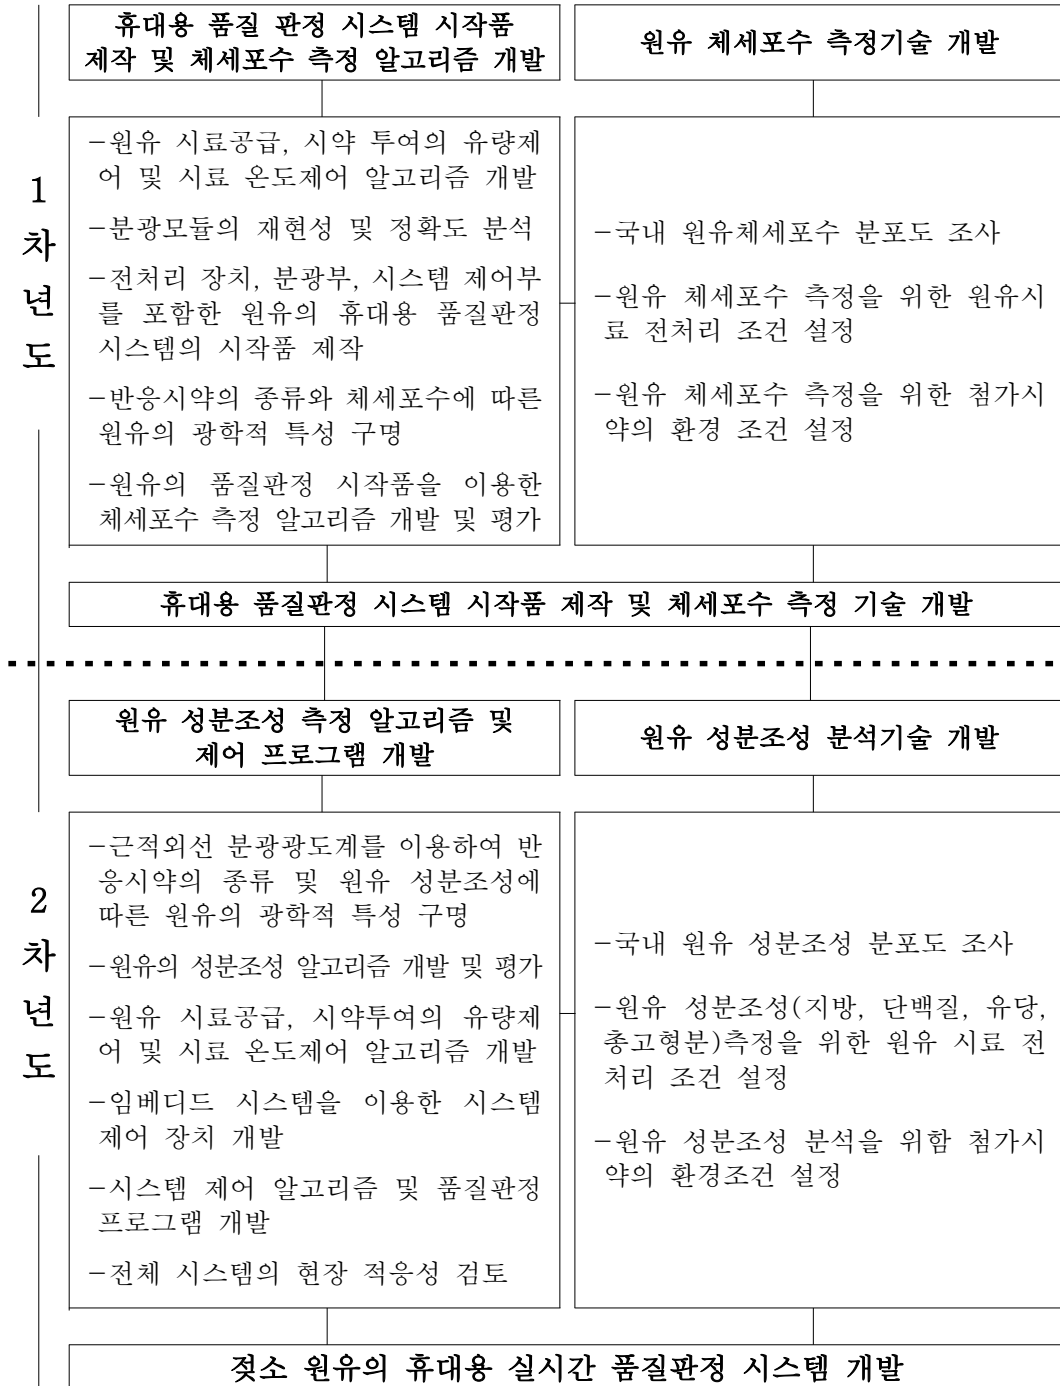 휴대용 품질 판정 시스템 시작품
제작 및 체세포수 측정 알고리즘 개발
원유 체세포수 측정기술 개발
1
차
년
도
-원유 시료공급, 시약 투여의 유량제
어 및 시료 온도제어 알고리즘 개발
-분광모듈의 재현성 및 정확도 분석
-전처리 장치, 분광부, 시스템 제어부
를 포함한 원유의 휴대용 품질판정
시스템의 시작품 제작
-반응시약의 종류와 체세포수에 따른
원유의 광학적 특성 구명
-원유의 품질판정 시작품을 이용한
체세포수 측정 알고리즘 개발 및 평가
-국내 원유체세포수 분포도 조사
-원유 체세포수 측정을 위한 원유시
료 전처리 조건 설정
-원유 체세포수 측정을 위한 첨가시
약의 환경 조건 설정
휴대용 품질판정 시스템 시작품 제작 및 체세포수 측정 기술 개발
원유 성분조성 측정 알고리즘 및
제어 프로그램 개발
원유 성분조성 분석기술 개발
2
차
년
도
-근적외선 분광광도계를 이용하여 반
응시약의 종류 및 원유 성분조성에
따른 원유의 광학적 특성 구명
-원유의 성분조성 알고리즘 개발 및 평가
-원유 시료공급, 시약투여의 유량제
어 및 시료 온도제어 알고리즘 개발
-임베디드 시스템을 이용한 시스템
제어 장치 개발
-시스템 제어 알고리즘 및 품질판정
프로그램 개발
-전체 시스템의 현장 적응성 검토
-국내 원유 성분조성 분포도 조사
-원유 성분조성(지방, 단백질, 유당,
총고형분)측정을 위한 원유 시료 전
처리 조건 설정
-원유 성분조성 분석을 위함 첨가시
약의 환경조건 설정
젖소 원유의 휴대용 실시간 품질판정 시스템 개발